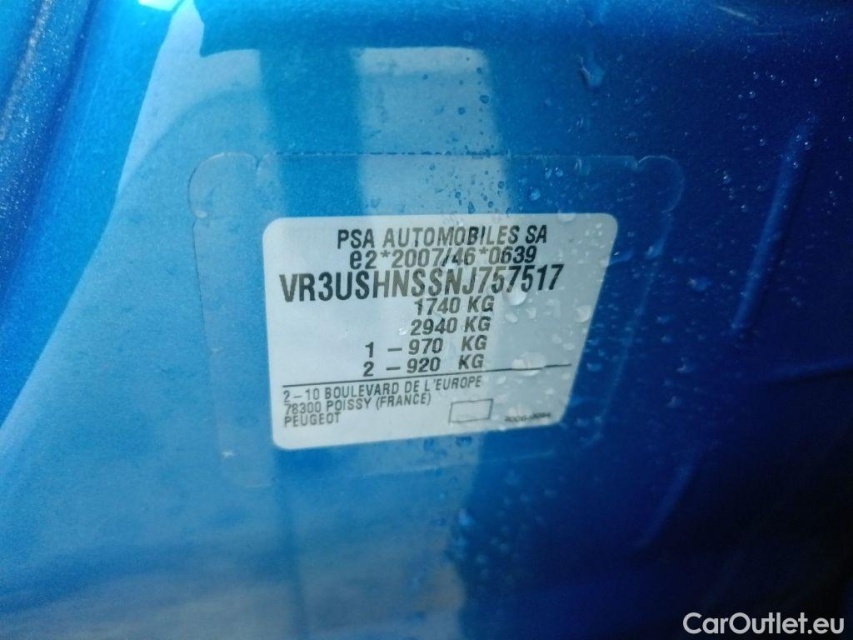 PSA AUTOMOBILES SA
e2*2007/46*0639
VR3USHNSSNJ757517
1740 KG
2940 KG
1 – 970 KG
2 – 920 KG
2 – 10 BOULEVARD DE L'EUROPE
78300 POISSY (FRANCE)
PEUGEOT
CarOutlet.eu